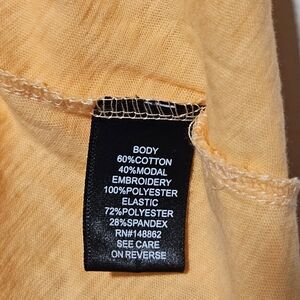 BODY
60%COTTON
40%MODAL
EMBROIDERY
100%POLYESTER
ELASTIC
72%POLYESTER
28%SPANDEX
RN#148862
SEE CARE
ON REVERSE